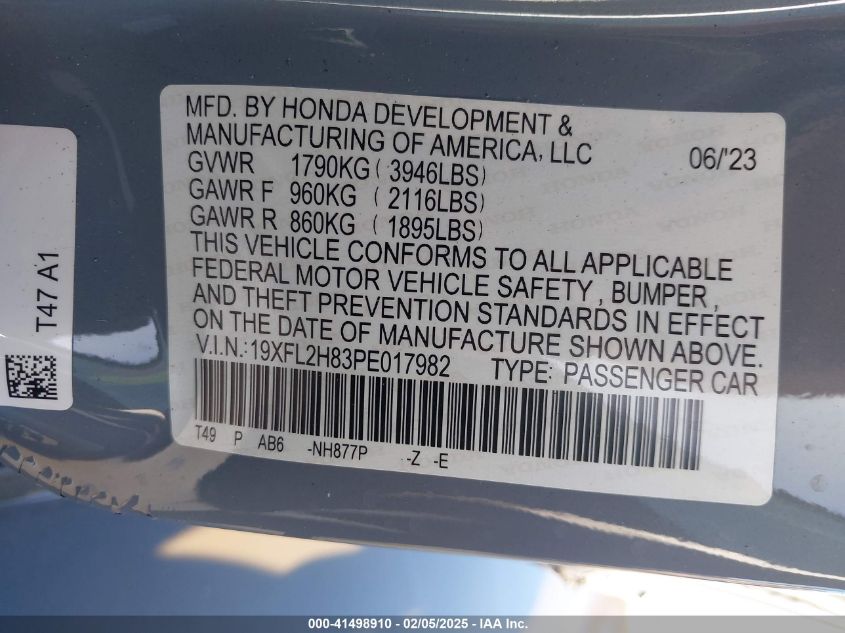 MFD. BY HONDA DEVELOPMENT &
MANUFACTURING OF AMERICA, LLC 06/'23
GVWR 1790KG ( 3946LBS)
GAWR F 960KG ( 2116LBS)
GAWR R 860KG ( 1895LBS)
THIS VEHICLE CONFORMS TO ALL APPLICABLE
FEDERAL MOTOR VEHICLE SAFETY, BUMPER,
AND THEFT PREVENTION STANDARDS IN EFFECT
ON THE DATE OF MANUFACTURE SHOWN ABOVE.
V.I.N.:19XFL2H83PE017982 TYPE: PASSENGER CAR
T49 P AB6 -NH877P -Z -E
T47 A1
000-41498910 - 02/05/2025 - IAA Inc.